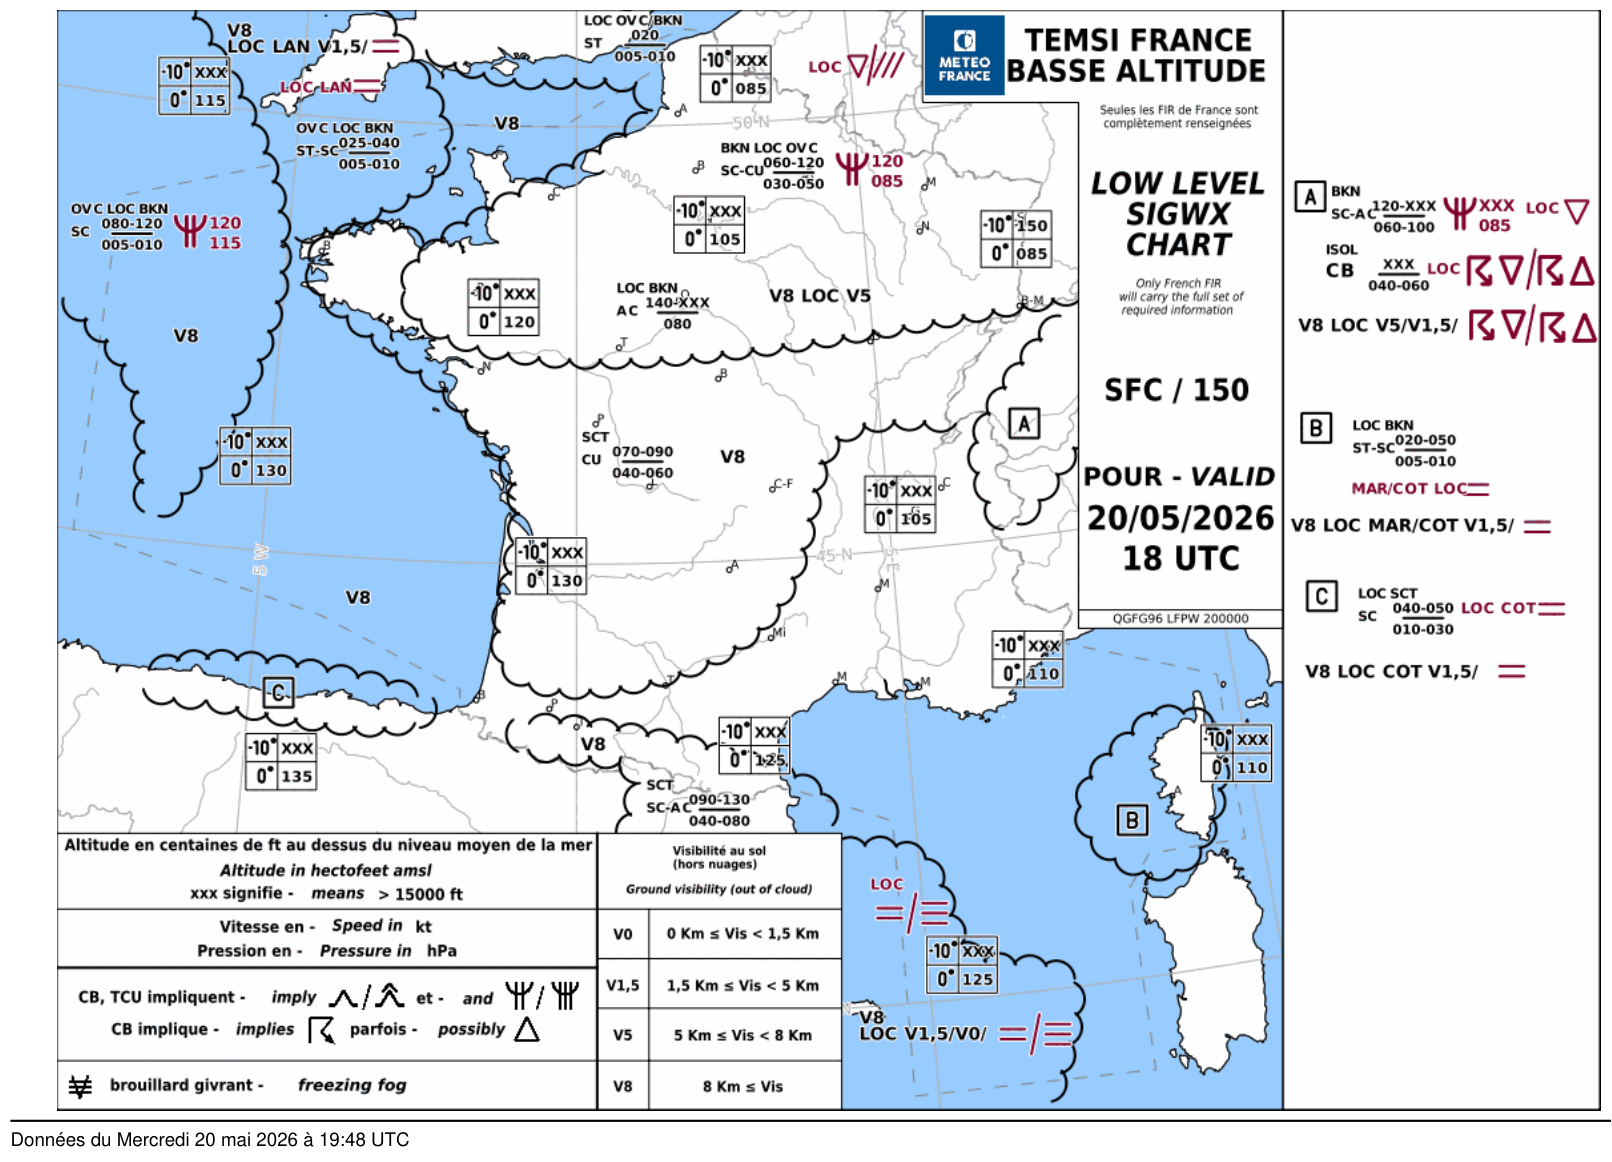 V8
LOC LAN V1,5/
LOC LAN
-10° XXX
0° 115
LOC OVC/BKN
ST 020
005-010
-10° XXX
0° 085
LOC
METEO
FRANCE
TEMSI FRANCE
BASSE ALTITUDE
Seules les FIR de France sont
complètement renseignées
LOW LEVEL
SIGWX
CHART
Only French FIR
will carry the full set of
required information
SFC / 150
POUR - VALID
20/05/2026
18 UTC
QGFG96 LFPW 200000
OVC LOC BKN
ST-SC 025-040
005-010
V8
50°N
A
BKN LOC OVC
SC-CU 060-120
030-050
120
085
B
M
C
C
N
OVC LOC BKN
SC 080-120
005-010
120
115
B
-10° XXX
0° 105
-10° 150
0° 085
-10° XXX
0° 120
LOC BKN
AC 140-XXX
080
V8 LOC V5
B-M
D
V8
T
N
B
P
SCT
CU 070-090
040-060
L
V8
C-F
A
-10° XXX
0° 130
-10° XXX
0° 105
C
5 W
-10° XXX
0° 130
45 N
A
M
V8
Mi
-10° XXX
0° 110
C
B
P
T
M
M
-10° XXX
0° 135
V8
-10° XXX
0° 125
SCT
SC-AC 090-130
040-080
-10° XXX
0° 110
A
B
LOC
-10° XXX
0° 125
V8
LOC V1,5/V0/
A
BKN
SC-AC 120-XXX
060-100
XXX
085
LOC
ISOL
CB XXX
040-060
LOC
V8 LOC V5/V1,5/
B
LOC BKN
ST-SC 020-050
005-010
MAR/COT LOC
V8 LOC MAR/COT V1,5/
C
LOC SCT
SC 040-050
010-030
LOC COT
V8 LOC COT V1,5/
Altitude en centaines de ft au dessus du niveau moyen de la mer
Altitude in hectofeet amsl
xxx signifie - means > 15000 ft
Vitesse en - Speed in kt
Pression en - Pressure in hPa
CB, TCU impliquent - imply / et - and /
CB implique - implies parfois - possibly
brouillard givrant - freezing fog
Visibilité au sol
(hors nuages)
Ground visibility (out of cloud)
V0 0 Km ≤ Vis < 1,5 Km
V1,5 1,5 Km ≤ Vis < 5 Km
V5 5 Km ≤ Vis < 8 Km
V8 8 Km ≤ Vis
Données du Mercredi 20 mai 2026 à 19:48 UTC